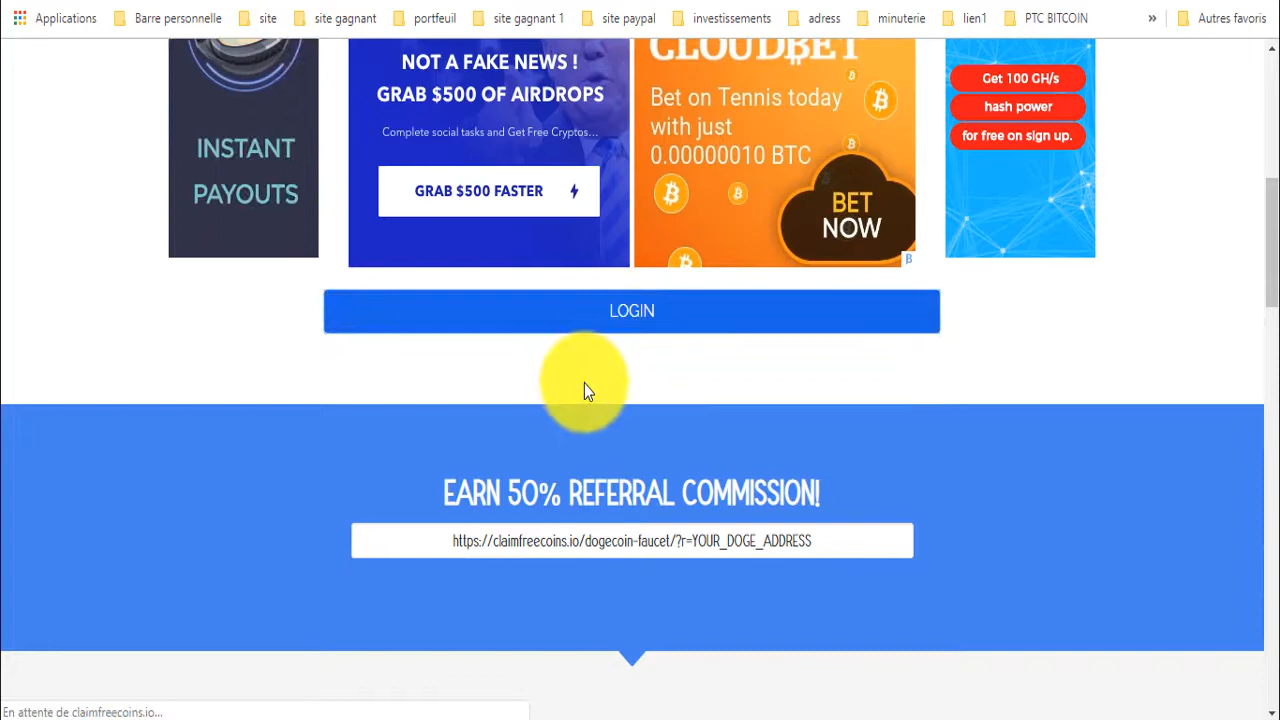 Applications Barre personnelle site site gagnant portfeuil site gagnant 1 site paypal investissements adress minuterie lien1 PTC BITCOIN » Autres favoris
INSTANT
PAYOUTS
NOT A FAKE NEWS !
GRAB $500 OF AIRDROPS
Complete social tasks and Get Free Cryptos...
GRAB $500 FASTER
CLOUDBET
Bet on Tennis today
with just
0.00000010 BTC
BET
NOW
Get 100 GH/s
hash power
for free on sign up.
LOGIN
EARN 50% REFERRAL COMMISSION!
https://claimfreecoins.io/dogecoin-faucet/?r=YOUR_DOGE_ADDRESS
En attente de claimfreecoins.io...